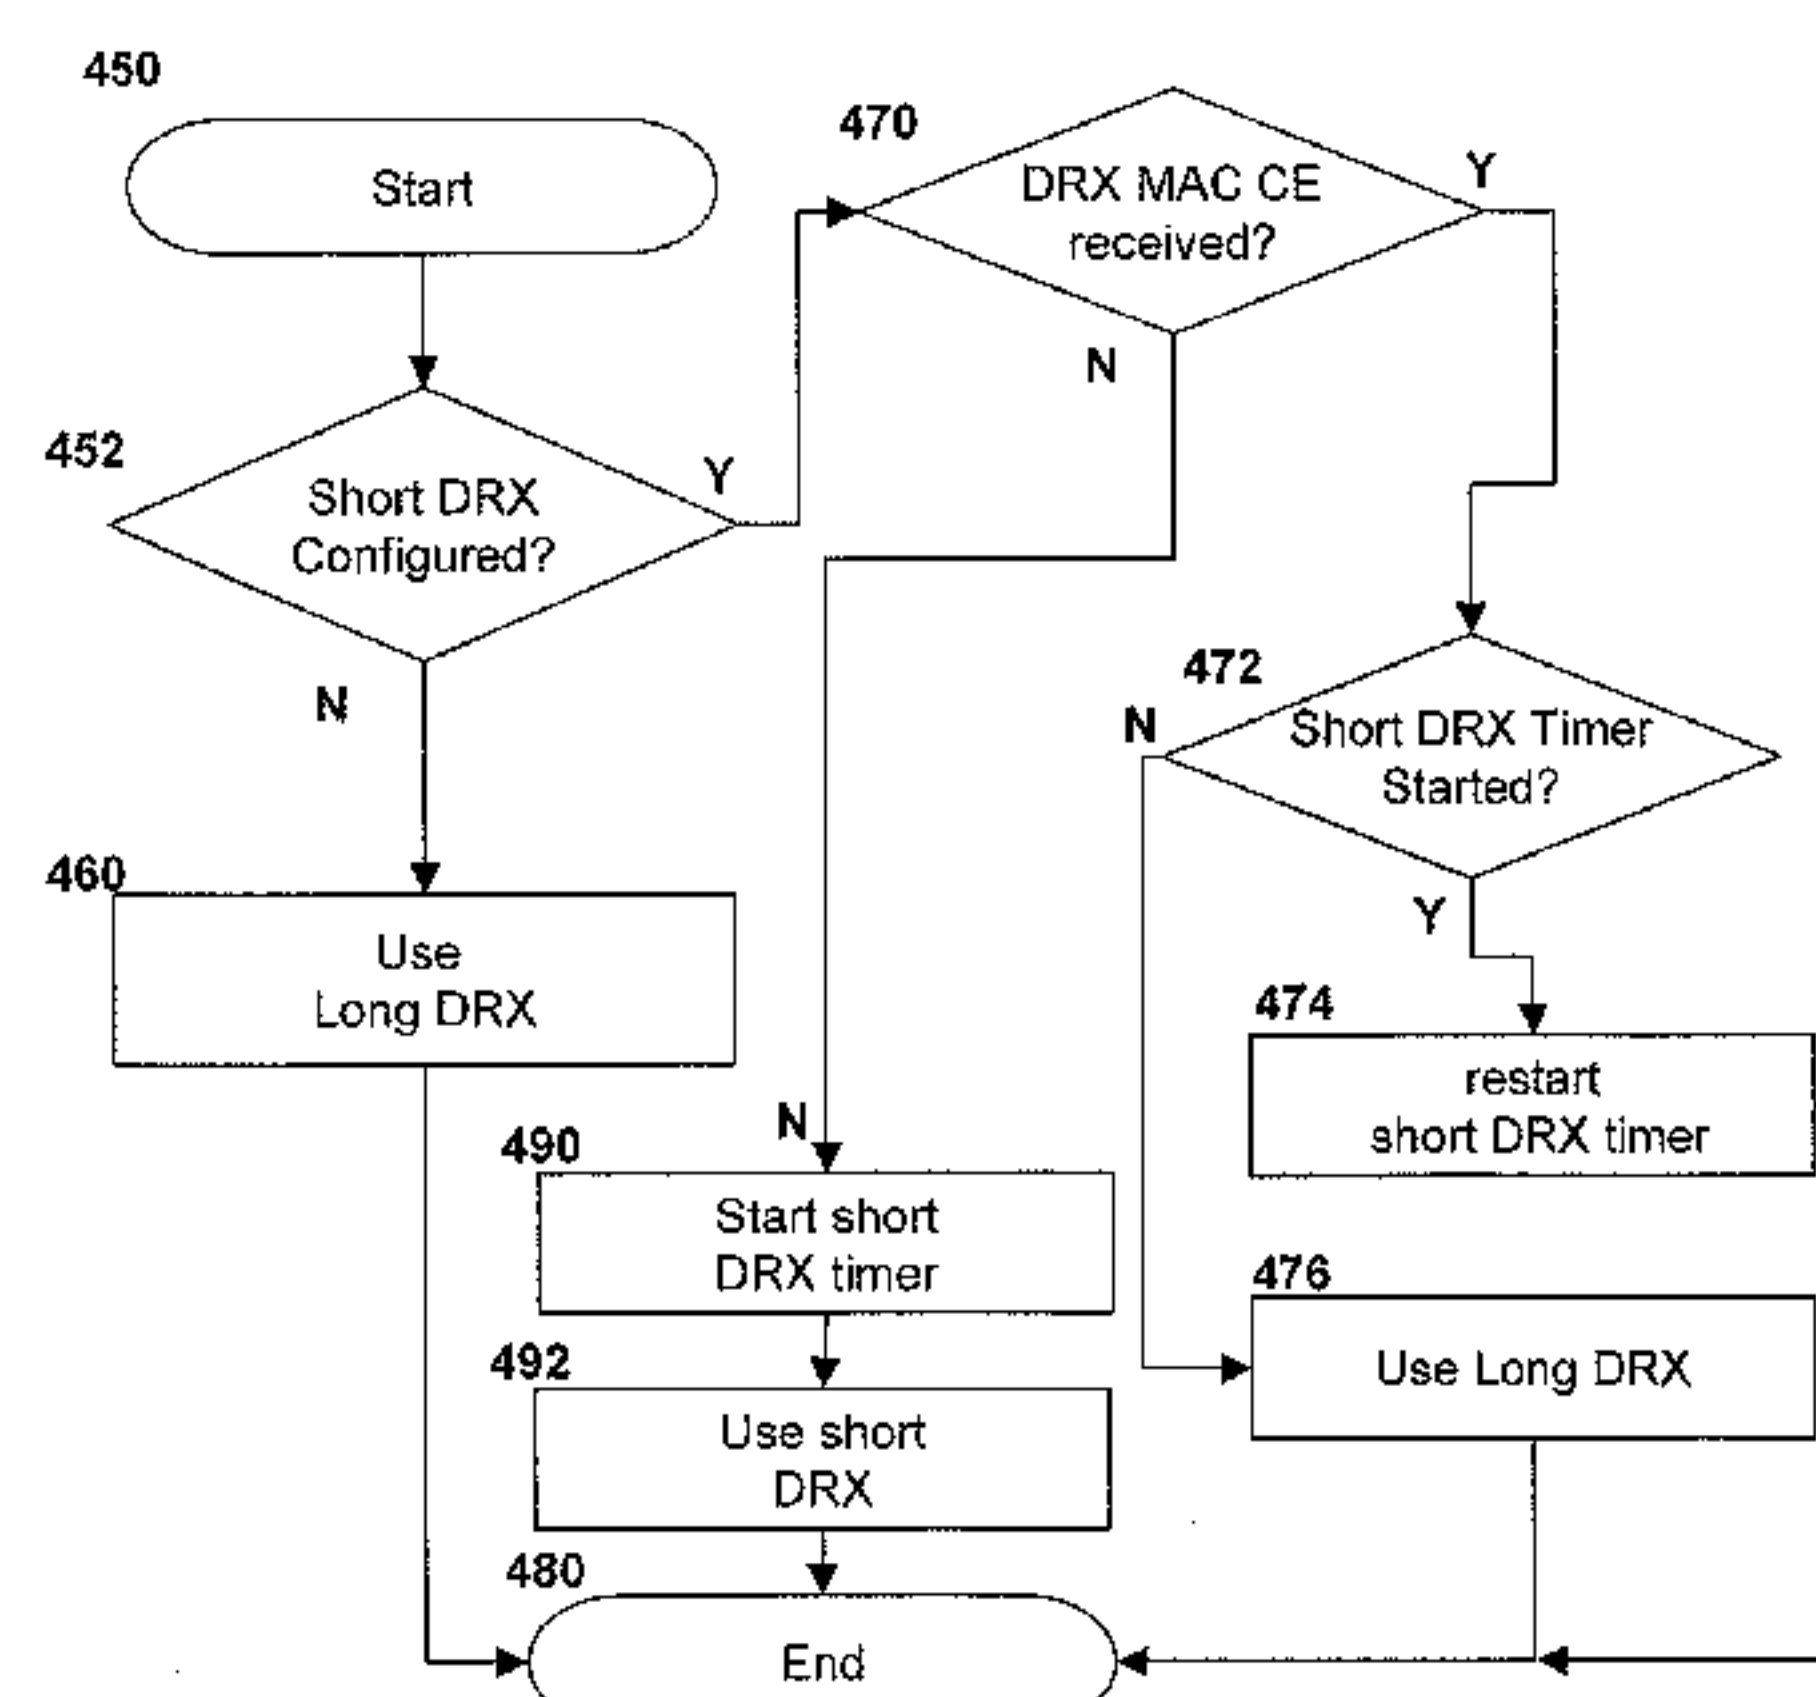 450
Start
452
Short DRX
Configured?
Y
N
460
Use
Long DRX
470
DRX MAC CE
received?
Y
N
472
N
Short DRX Timer
Started?
Y
474
restart
short DRX timer
476
Use Long DRX
N
490
Start short
DRX timer
492
Use short
DRX
480
End